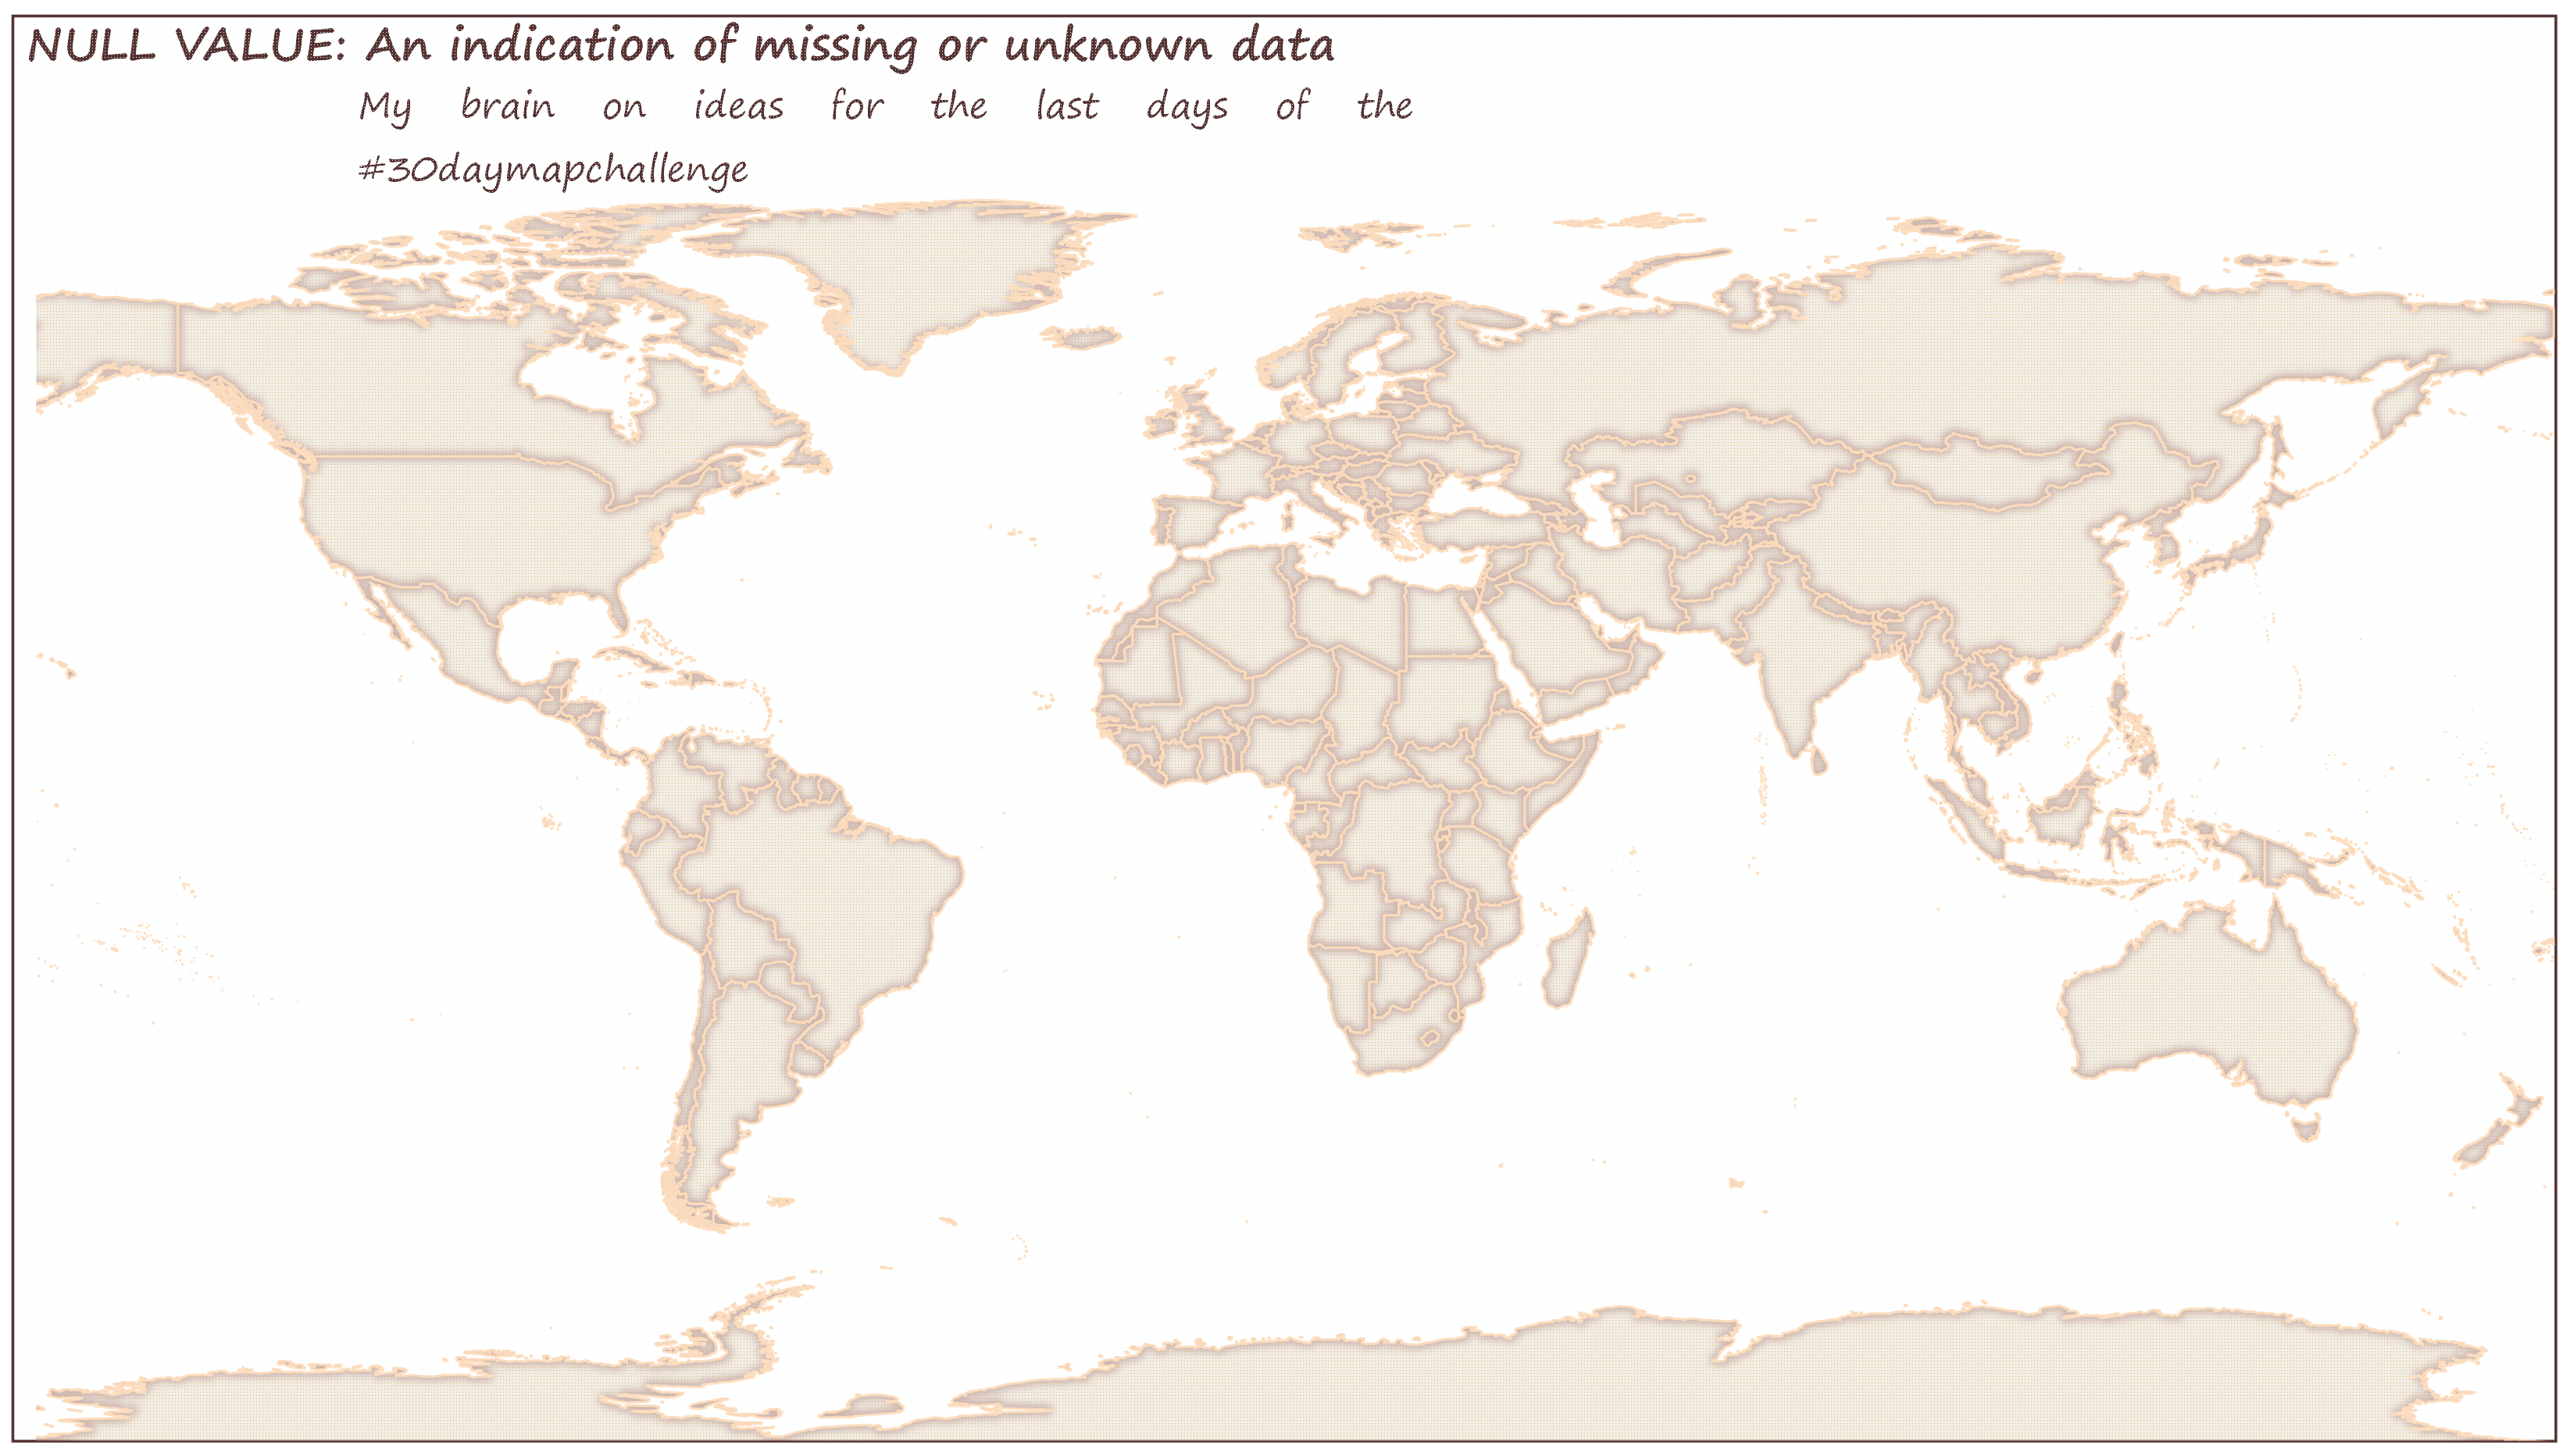 NULL VALUE: An indication of missing or unknown data
My brain on ideas for the last days of the
#30daymapchallenge